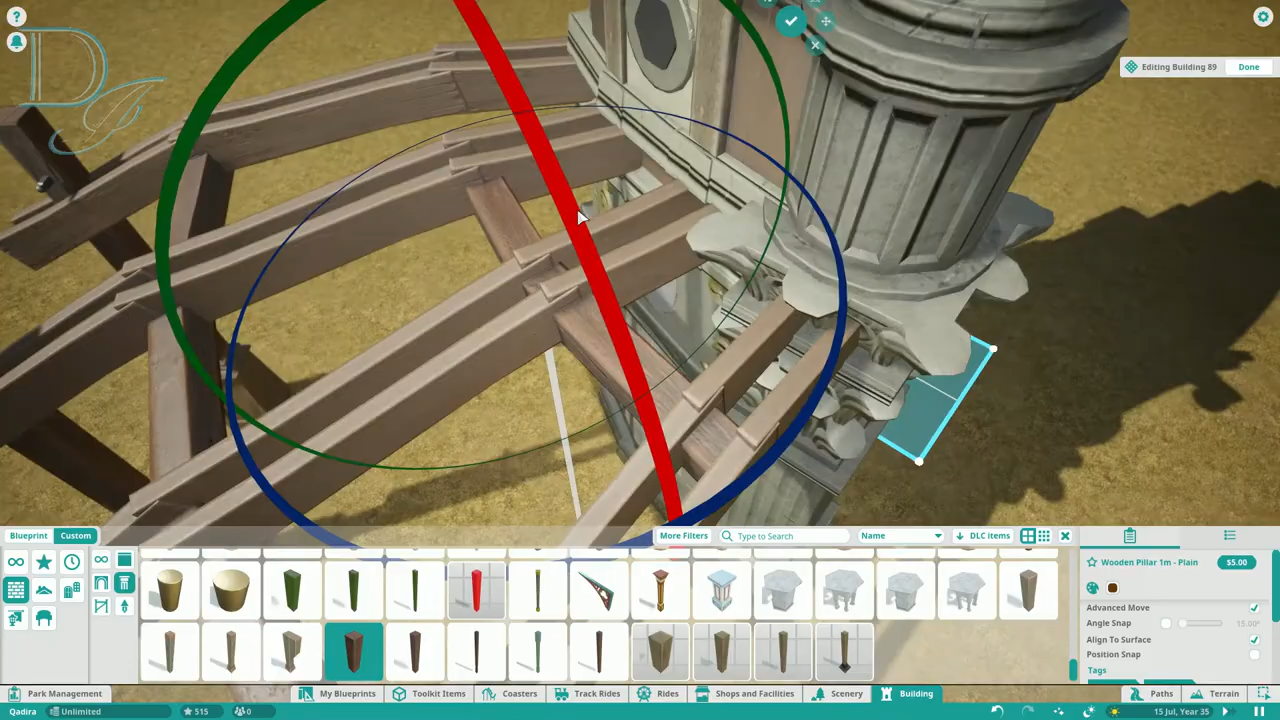 ?
D
Editing Building 89
Done
Blueprint
Custom
More Filters
Type to Search
Name
DLC items
Wooden Pillar 1m - Plain
$5.00
Advanced Move
Angle Snap
15.00°
Align To Surface
Position Snap
Tags
Park Management
My Blueprints
Toolkit Items
Coasters
Track Rides
Rides
Shops and Facilities
Scenery
Building
Paths
Terrain
Qadira
Unlimited
515
0
15 Jul, Year 35